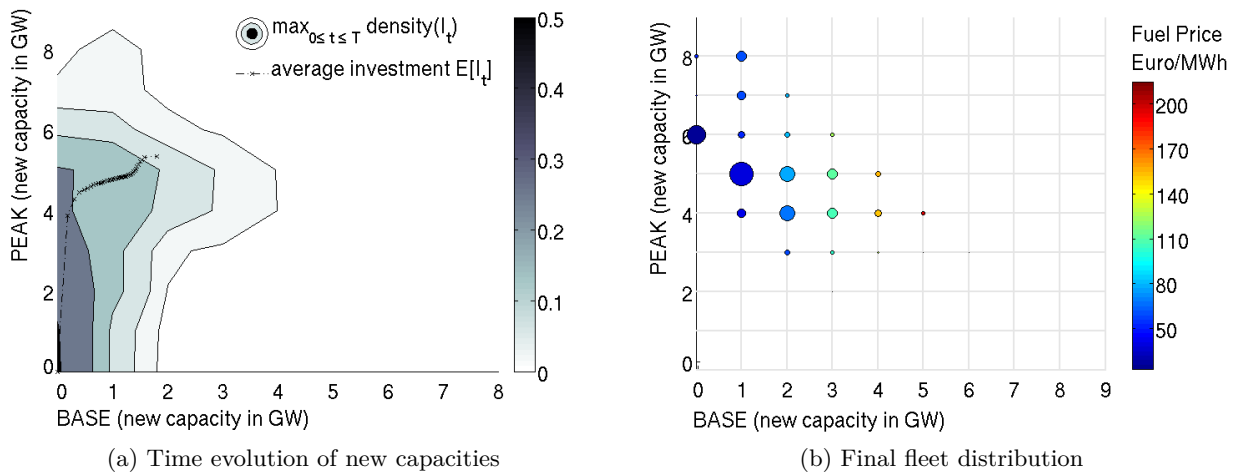 PEAK (new capacity in GW)
8
6
4
2
0
0 1 2 3 4 5 6 7 8
BASE (new capacity in GW)
max 0≤ t ≤ T density(I_t)
average investment E[I_t]
0.5
0.4
0.3
0.2
0.1
0
(a) Time evolution of new capacities
PEAK (new capacity in GW)
8
6
4
2
0
0 1 2 3 4 5 6 7 8 9
BASE (new capacity in GW)
Fuel Price
Euro/MWh
200
170
140
110
80
50
(b) Final fleet distribution